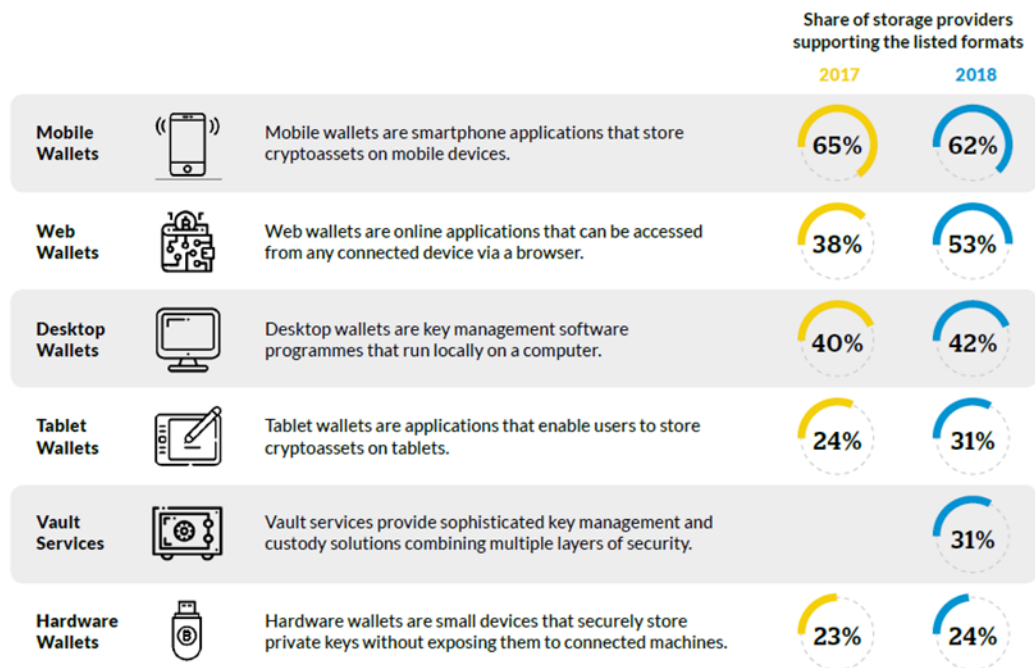 Share of storage providers
supporting the listed formats
2017 2018
Mobile
Wallets
Mobile wallets are smartphone applications that store
cryptoassets on mobile devices.
65% 62%
Web
Wallets
Web wallets are online applications that can be accessed
from any connected device via a browser.
38% 53%
Desktop
Wallets
Desktop wallets are key management software
programmes that run locally on a computer.
40% 42%
Tablet
Wallets
Tablet wallets are applications that enable users to store
cryptoassets on tablets.
24% 31%
Vault
Services
Vault services provide sophisticated key management and
custody solutions combining multiple layers of security.
31%
Hardware
Wallets
Hardware wallets are small devices that securely store
private keys without exposing them to connected machines.
23% 24%